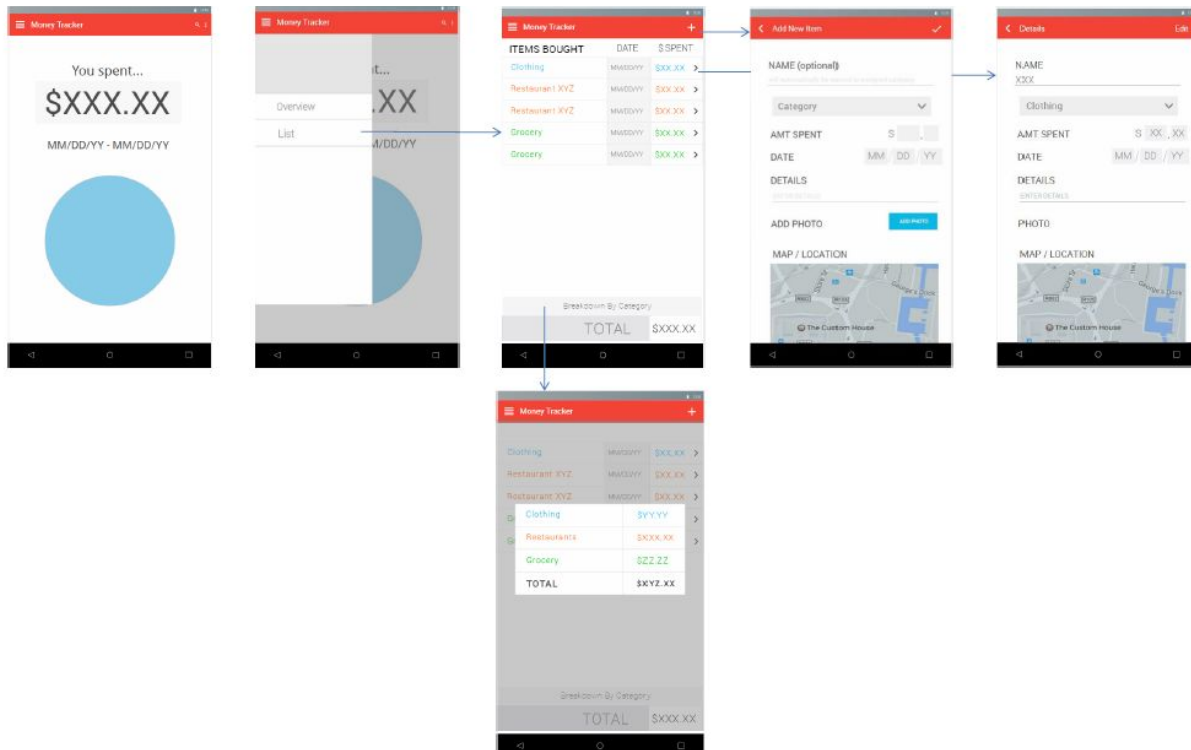 Money Tracker
You spent...
$XXX.XX
MM/DD/YY - MM/DD/YY
Money Tracker
t...
.XX
Overview
List
M/DD/YY
Money Tracker
+
ITEMS BOUGHT DATE $ SPENT
Clothing MM/DD/YY $XX.XX >
Restaurant XYZ MM/DD/YY $XX.XX >
Restaurant XYZ MM/DD/YY $XX.XX >
Grocery MM/DD/YY $XX.XX >
Grocery MM/DD/YY $XX.XX >
Breakdown By Category
TOTAL $XXX.XX
Add New Item
NAME (optional)
Category
AMT SPENT $ .
DATE MM / DD / YY
DETAILS
ENTER DETAILS
ADD PHOTO ADD PHOTO
MAP / LOCATION
George's Dock
The Custom House
Details Edit
NAME
XXX
Clothing
AMT SPENT $ XX . XX
DATE MM / DD / YY
DETAILS
ENTER DETAILS
PHOTO
MAP / LOCATION
George's Dock
The Custom House
Money Tracker
+
Clothing MM/DD/YY $XX.XX >
Restaurant XYZ MM/DD/YY $XX.XX >
Restaurant XYZ MM/DD/YY $XX.XX >
Clothing $YY.YY
Restaurants $XXX.XX
Grocery $ZZ.ZZ
TOTAL $XYZ.XX
Breakdown By Category
TOTAL $XXX.XX